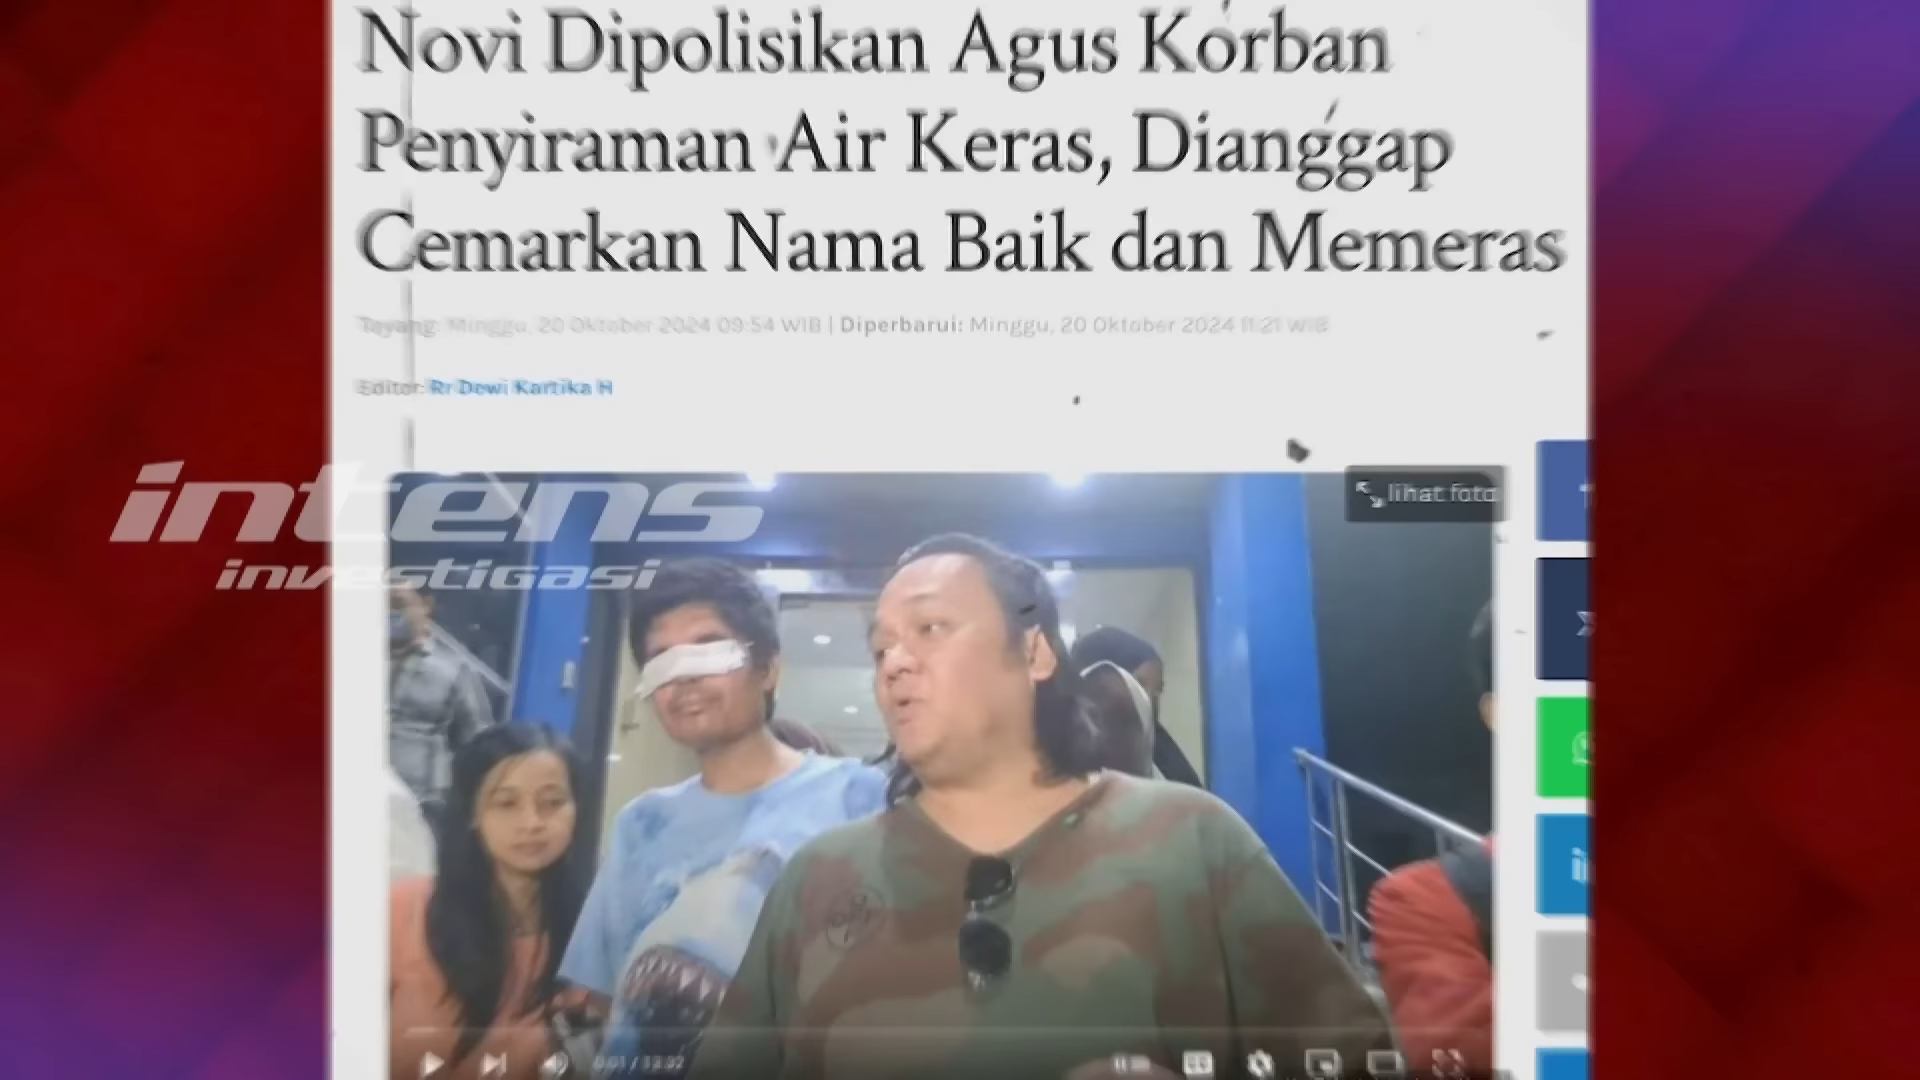 Novi Dipolisikan Agus Korban
Penyiraman Air Keras, Dianggap
Cemarkan Nama Baik dan Memeras
Tayang: Minggu, 20 Oktober 2024 09:54 WIB | Diperbarui: Minggu, 20 Oktober 2024 11:21 WIB
Editor: Rr Dewi Kartika H
lihat foto
intens
investigasi